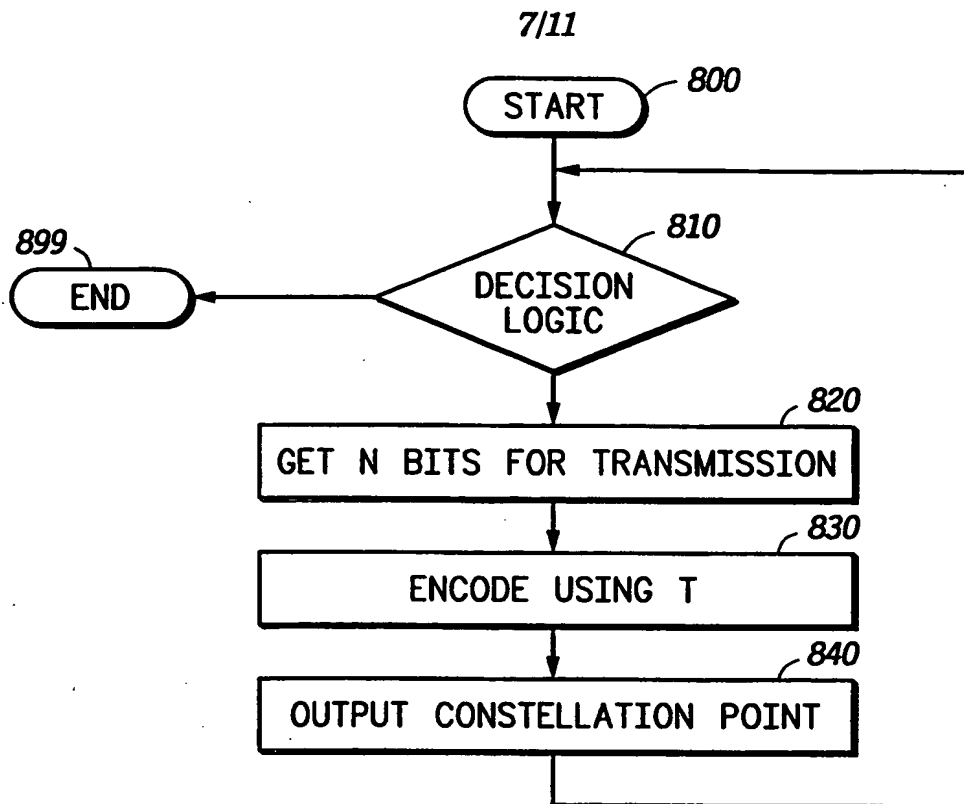 7/11
START
800
810
899
END
DECISION
LOGIC
820
GET N BITS FOR TRANSMISSION
830
ENCODE USING T
840
OUTPUT CONSTELLATION POINT